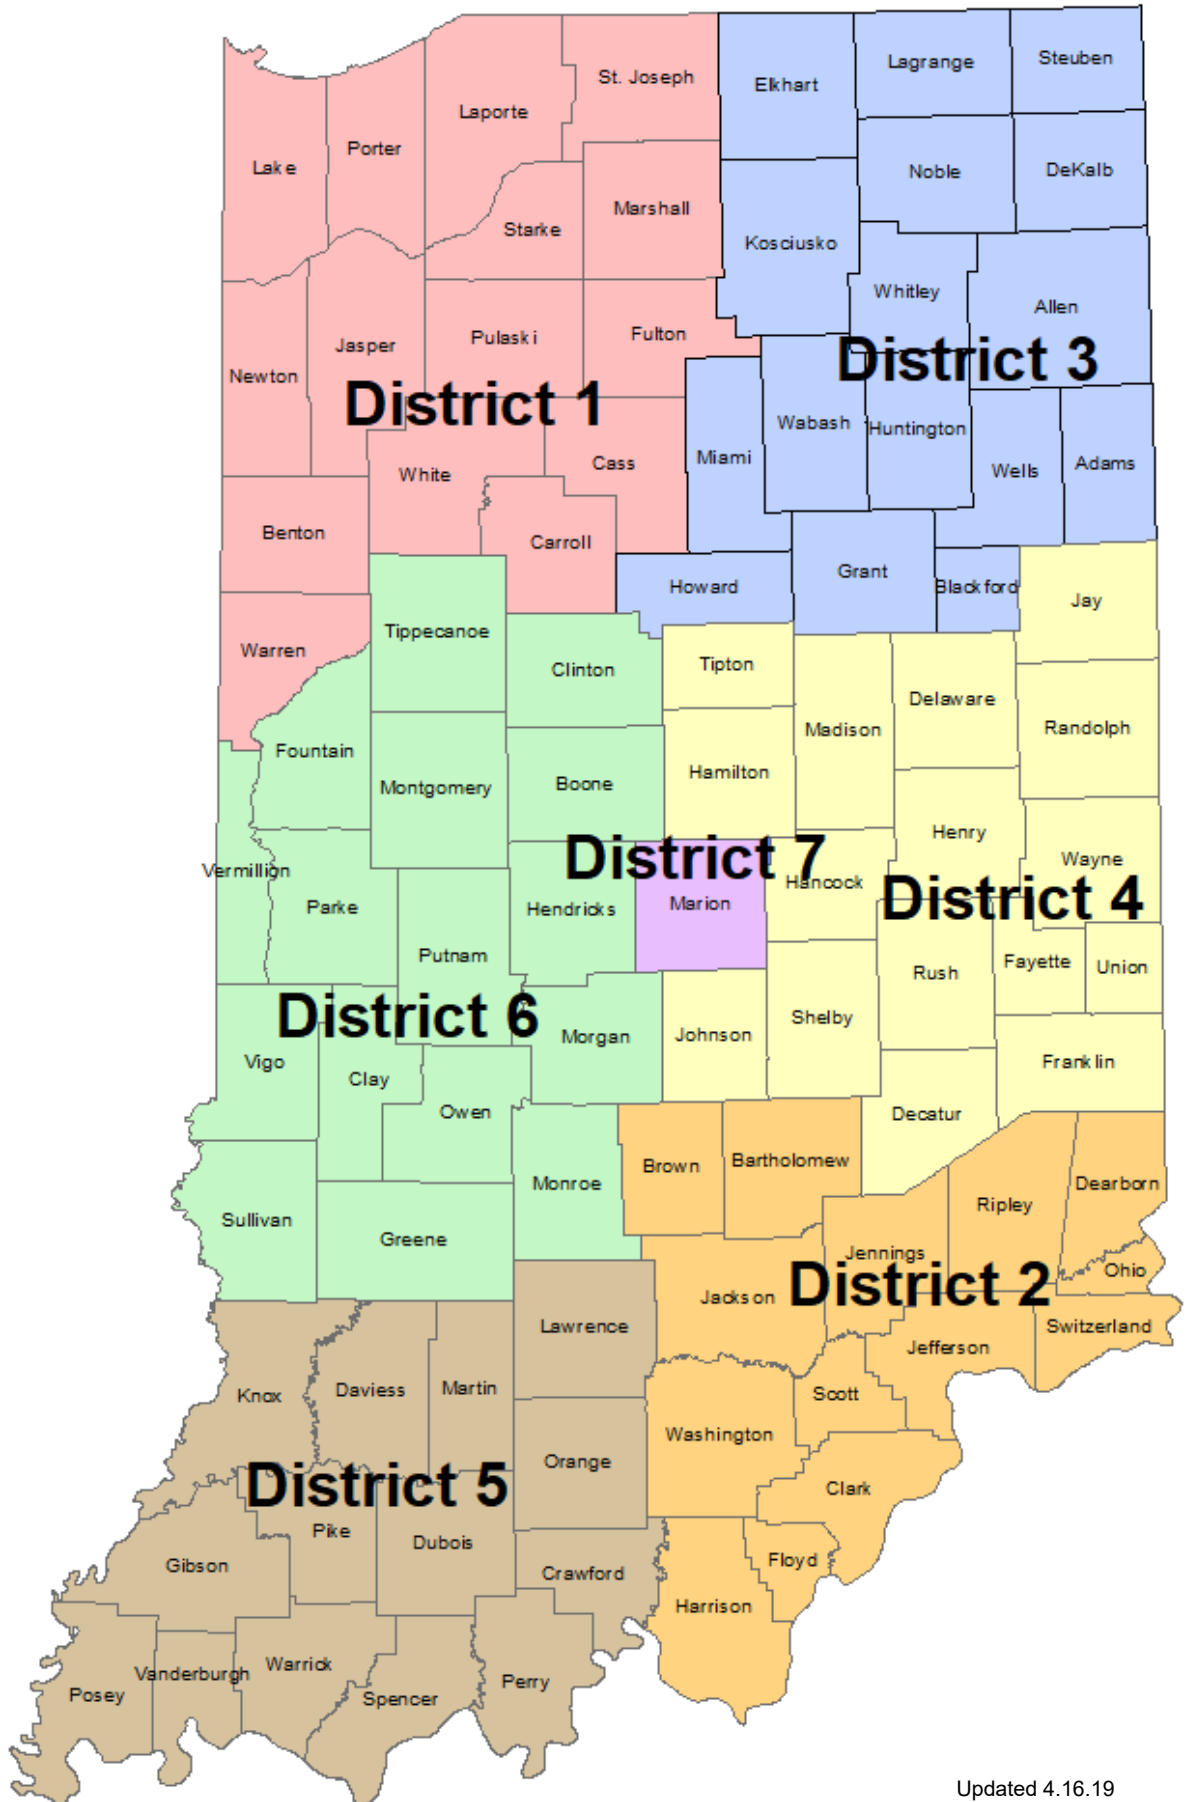 Steuben
Lagrange
St. Joseph
Elkhart
Laporte
Porter
Lake
Noble
DeKalb
Marshall
Starke
Kosciusko
Whitley
Allen
Fulton
Pulaski
Jasper
Newton
District 3
District 1
Wabash
Huntington
Miami
Cass
Adams
Wells
White
Benton
Carroll
Grant
Howard
Blackford
Jay
Tippecanoe
Warren
Tipton
Clinton
Delaware
Randolph
Madison
Fountain
Hamilton
Boone
Montgomery
Henry
District 7
Wayne
Vermillion
Hancock
District 4
Marion
Parke
Hendricks
Putnam
Fayette
Union
Rush
District 6
Shelby
Johnson
Morgan
Vigo
Franklin
Clay
Owen
Decatur
Bartholomew
Brown
Monroe
Dearborn
Ripley
Sullivan
Greene
Jennings
Ohio
District 2
Jackson
Lawrence
Switzerland
Jefferson
Martin
Daviess
Knox
Scott
Washington
Orange
District 5
Clark
Pike
Dubois
Floyd
Gibson
Crawford
Harrison
Warrick
Vanderburgh
Perry
Posey
Spencer
Updated 4.16.19